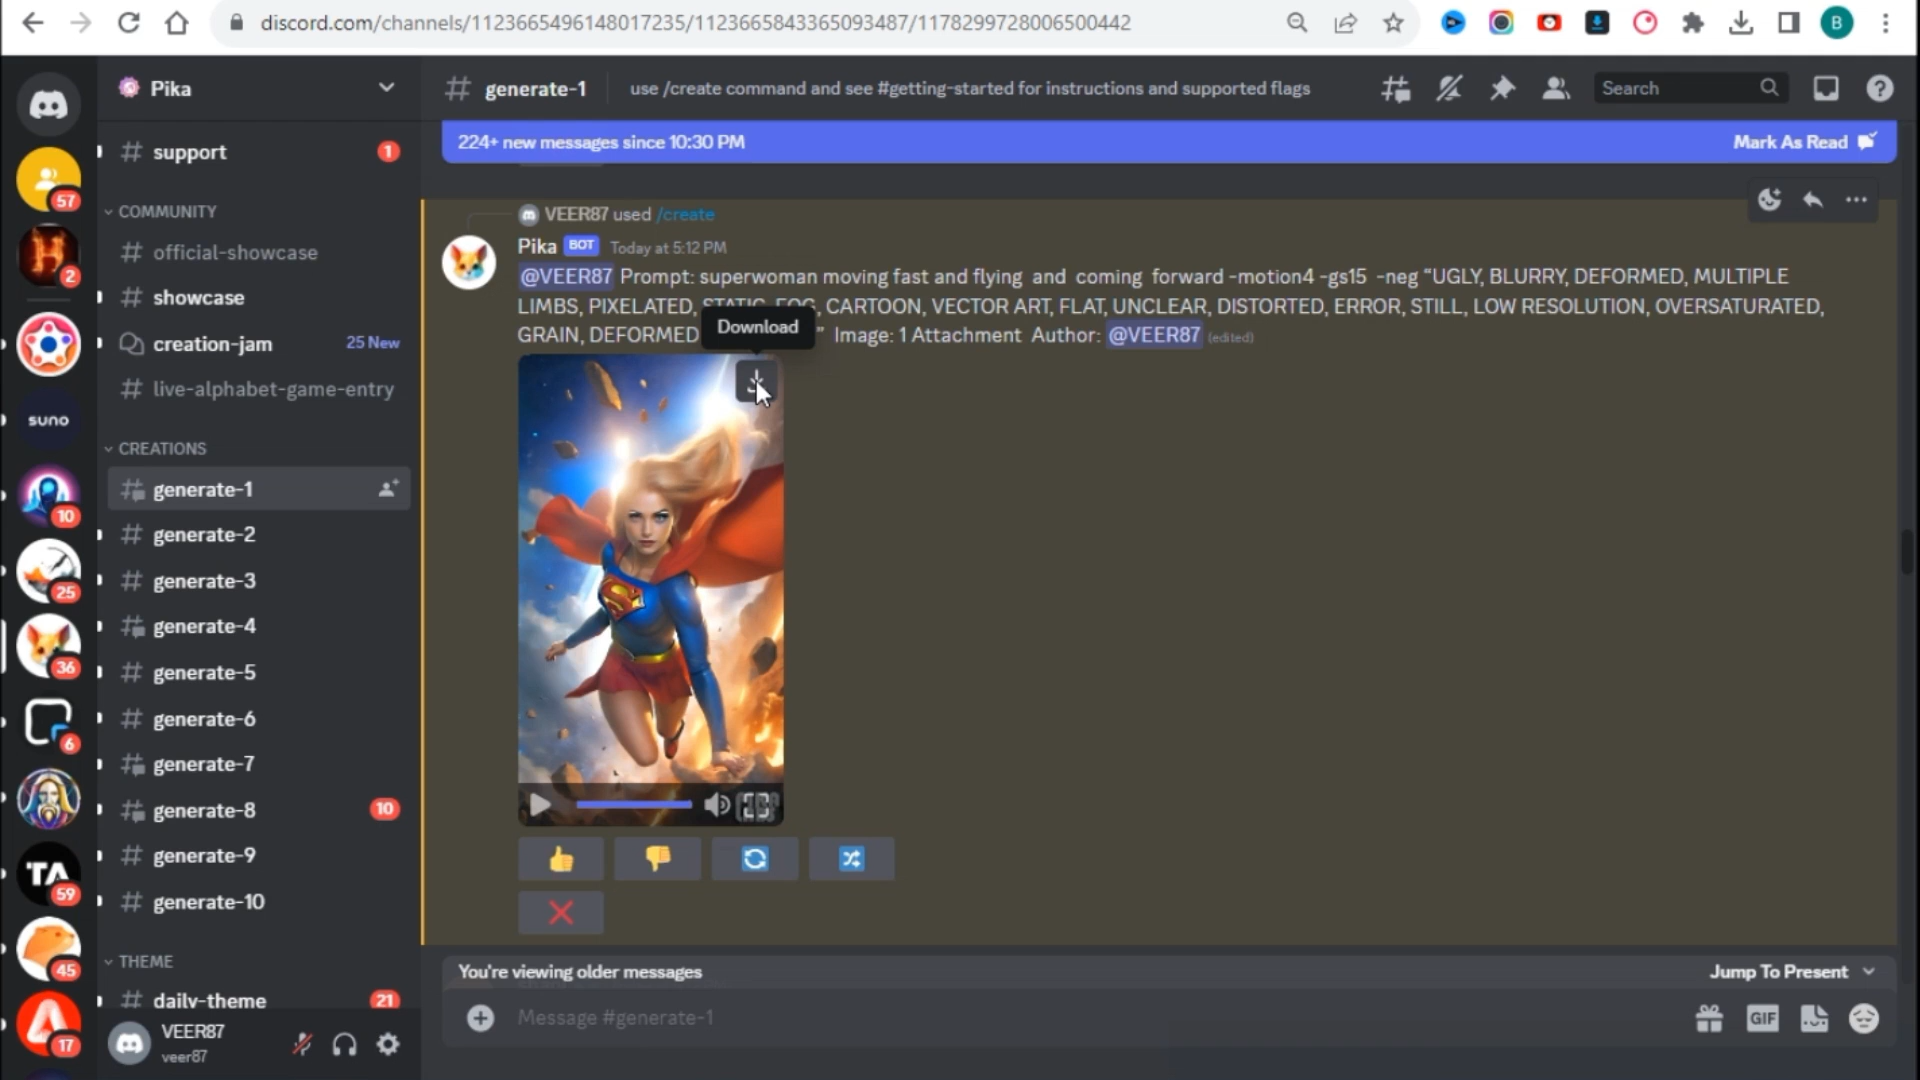 discord.com/channels/1123665496148017235/1123665843365093487/1178299728006500442
B
Pika
generate-1
use /create command and see #getting-started for instructions and supported flags
Search
224+ new messages since 10:30 PM
Mark As Read
57
H
2
suno
10
25
36
6
TA
59
45
17
support
1
COMMUNITY
official-showcase
showcase
creation-jam
25 New
live-alphabet-game-entry
CREATIONS
generate-1
generate-2
generate-3
generate-4
generate-5
generate-6
generate-7
generate-8
10
generate-9
generate-10
THEME
daily-theme
21
VEER87
veer87
VEER87 used /create
Pika BOT Today at 5:12 PM
@VEER87 Prompt: superwoman moving fast and flying and coming forward -motion4 -gs15 -neg “UGLY, BLURRY, DEFORMED, MULTIPLE
LIMBS, PIXELATED, STATIC, FOG, CARTOON, VECTOR ART, FLAT, UNCLEAR, DISTORTED, ERROR, STILL, LOW RESOLUTION, OVERSATURATED,
GRAIN, DEFORMED ” Image: 1 Attachment Author: @VEER87 (edited)
Download
S
You're viewing older messages
Jump To Present
Message #generate-1
GIF